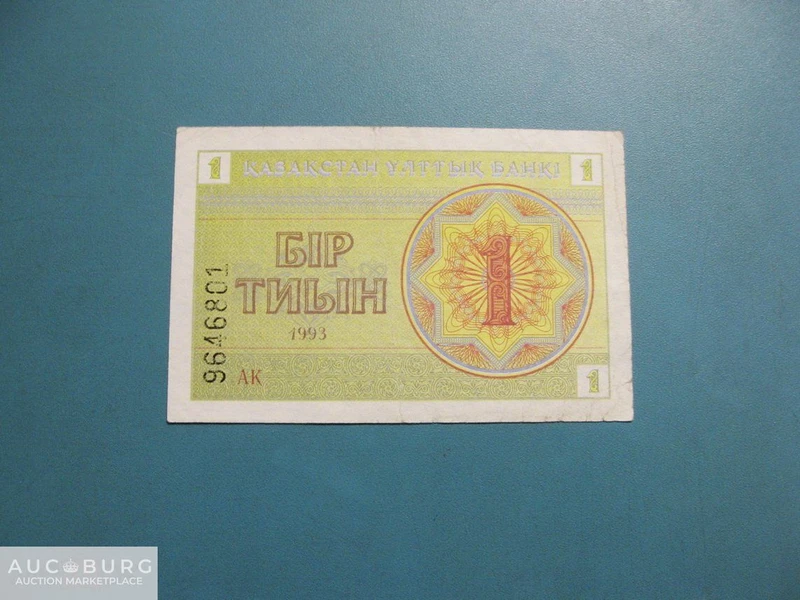 1 ҚАЗАҚСТАН ҰЛТТЫҚ БАНКІ 1
БІР
ТИЫН
1993
9646801
АК
1
1
AUCBURG
AUCTION MARKETPLACE